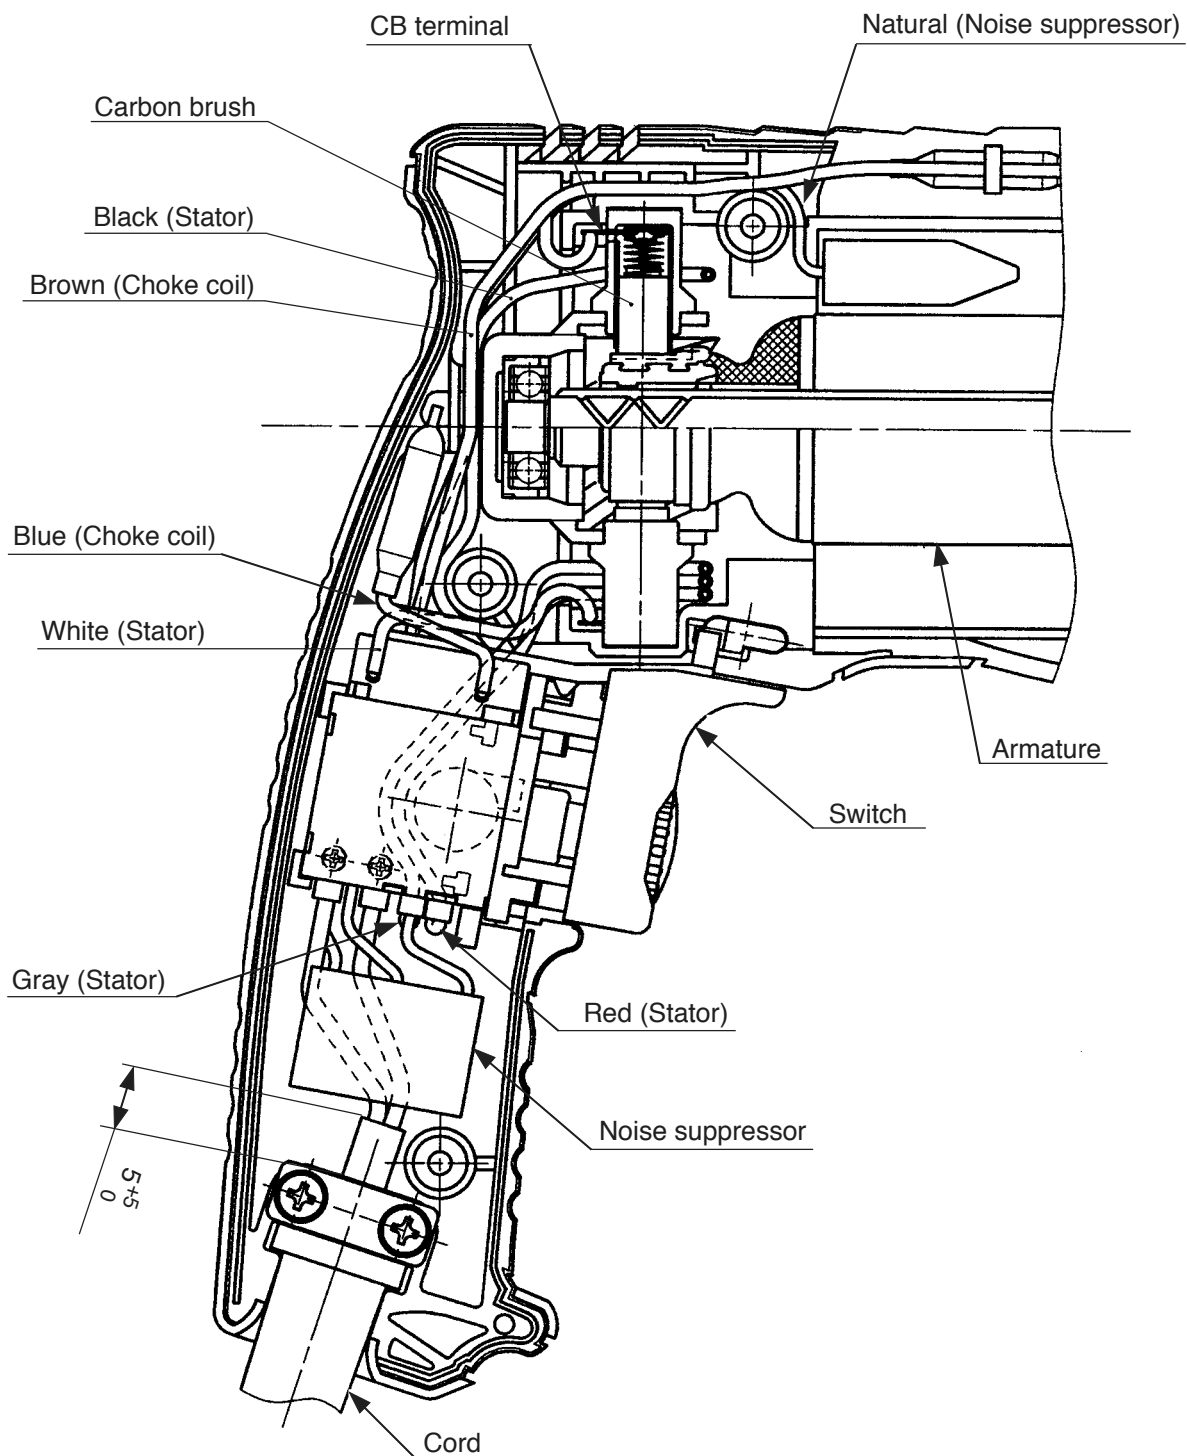 CB terminal
Natural (Noise suppressor)
Carbon brush
Black (Stator)
Brown (Choke coil)
Blue (Choke coil)
White (Stator)
Armature
Switch
Gray (Stator)
Red (Stator)
Noise suppressor
5+5
0
Cord